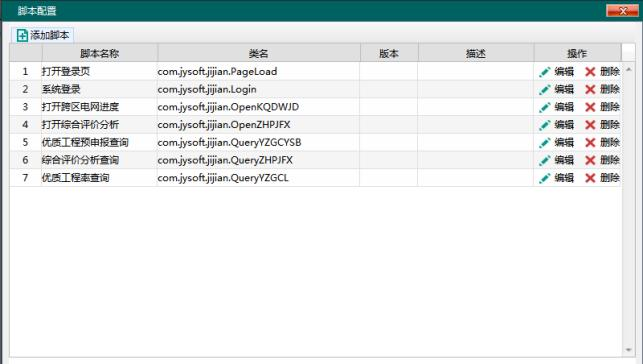 脚本配置
添加脚本
脚本名称 类名 版本 描述 操作
1 打开登录页 com.jysoft.jijian.PageLoad 编辑 删除
2 系统登录 com.jysoft.jijian.Login 编辑 删除
3 打开跨区电网进度 com.jysoft.jijian.OpenKQDWJD 编辑 删除
4 打开综合评价分析 com.jysoft.jijian.OpenZHPJFX 编辑 删除
5 优质工程预申报查询 com.jysoft.jijian.QueryYZGCYSB 编辑 删除
6 综合评价分析查询 com.jysoft.jijian.QueryZHPJFX 编辑 删除
7 优质工程率查询 com.jysoft.jijian.QueryYZGCL 编辑 删除